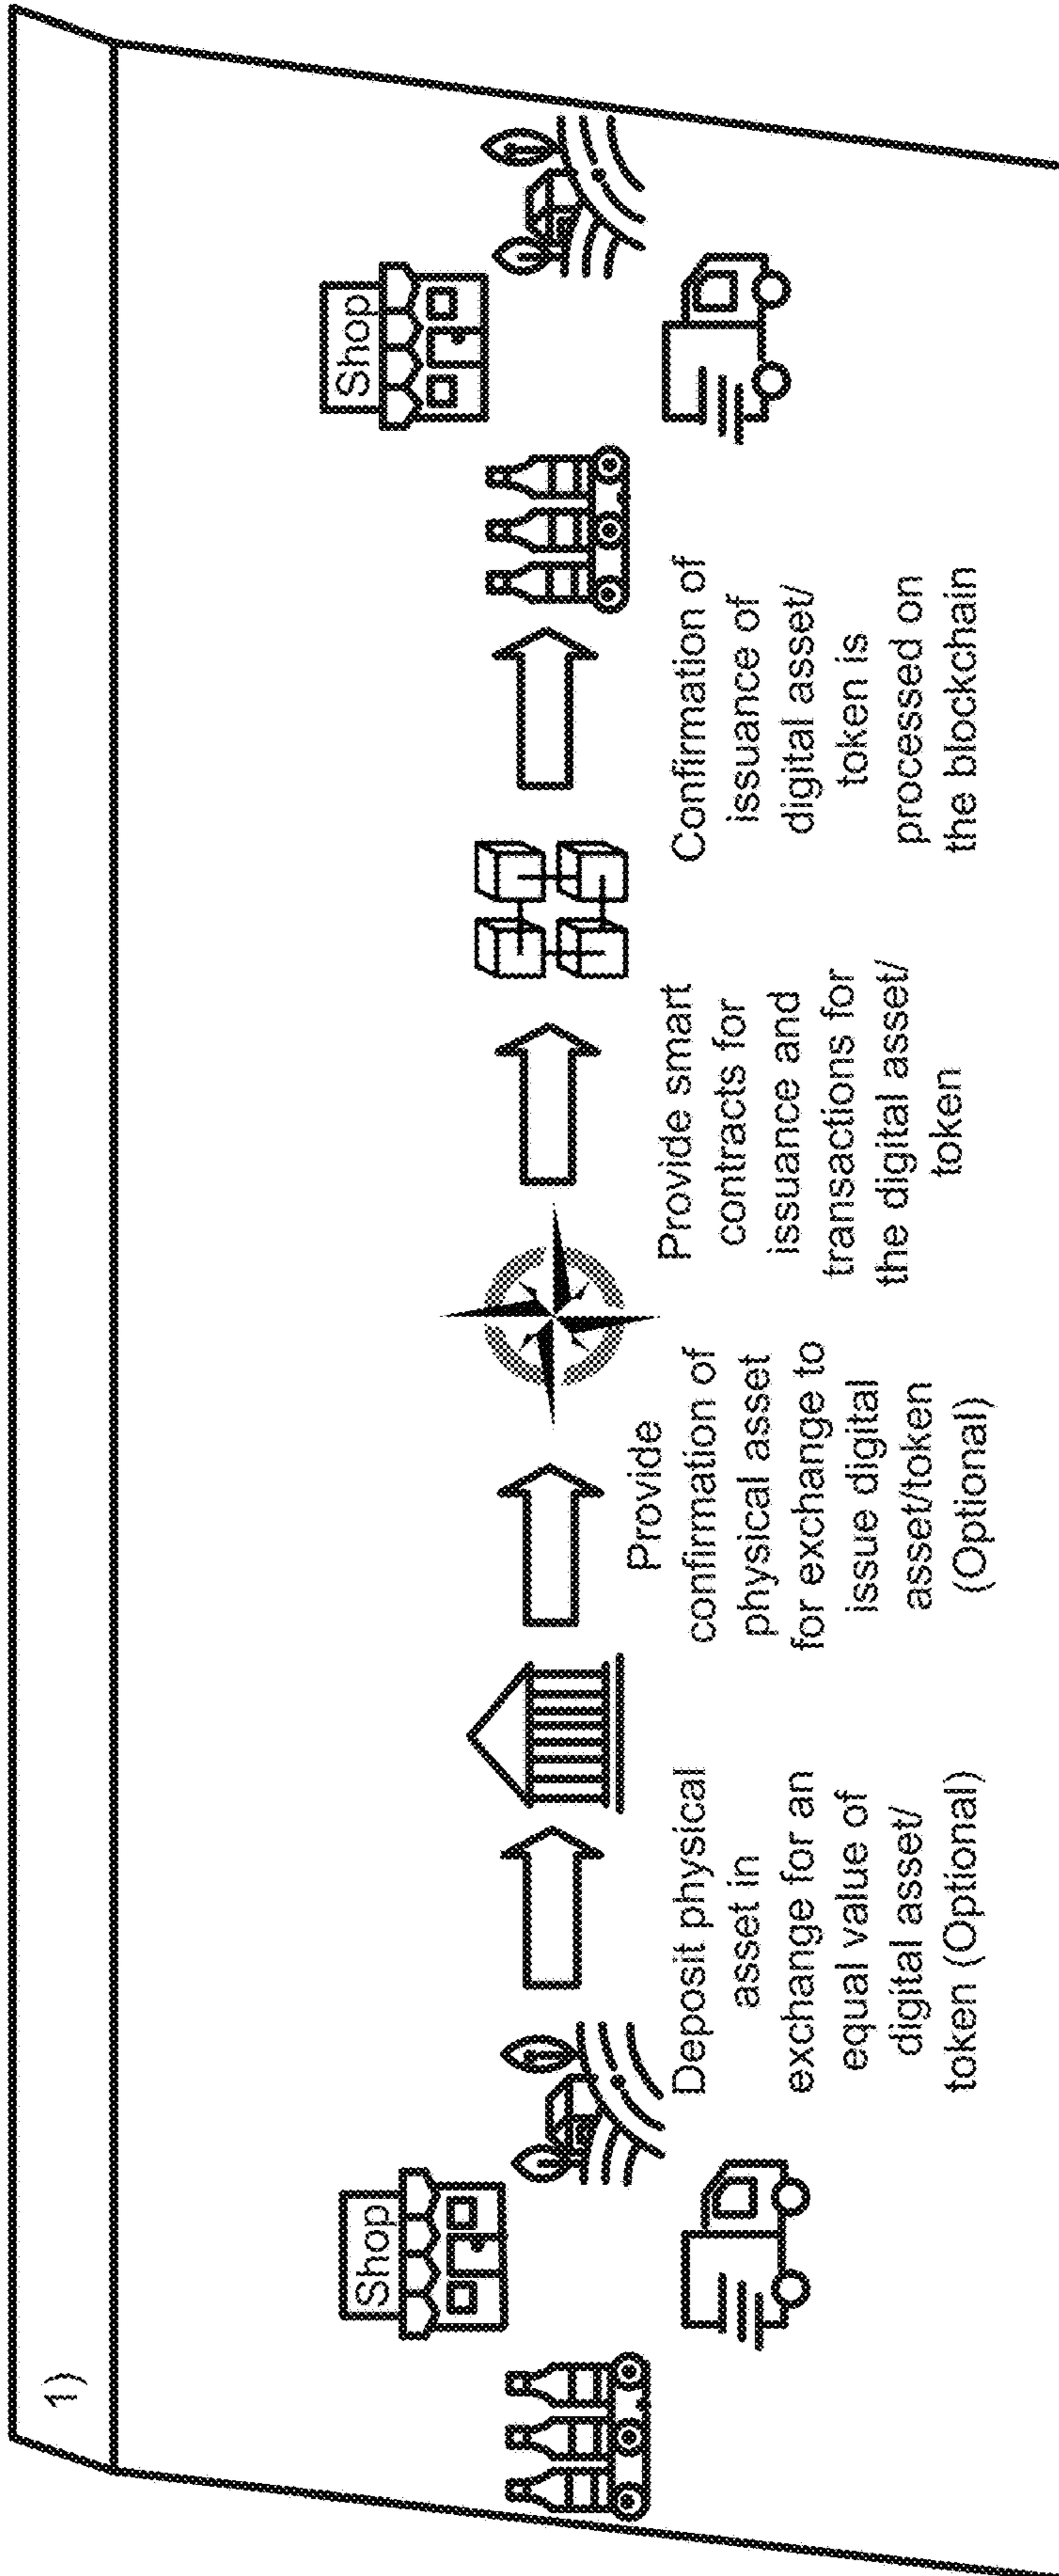 1)
Shop
Shop
Deposit physical
asset in
exchange for an
equal value of
digital asset/
token (Optional)
Provide
confirmation of
physical asset
for exchange to
issue digital
asset/token
(Optional)
Provide smart
contracts for
issuance and
transactions for
the digital asset/
token
Confirmation of
issuance of
digital asset/
token is
processed on
the blockchain